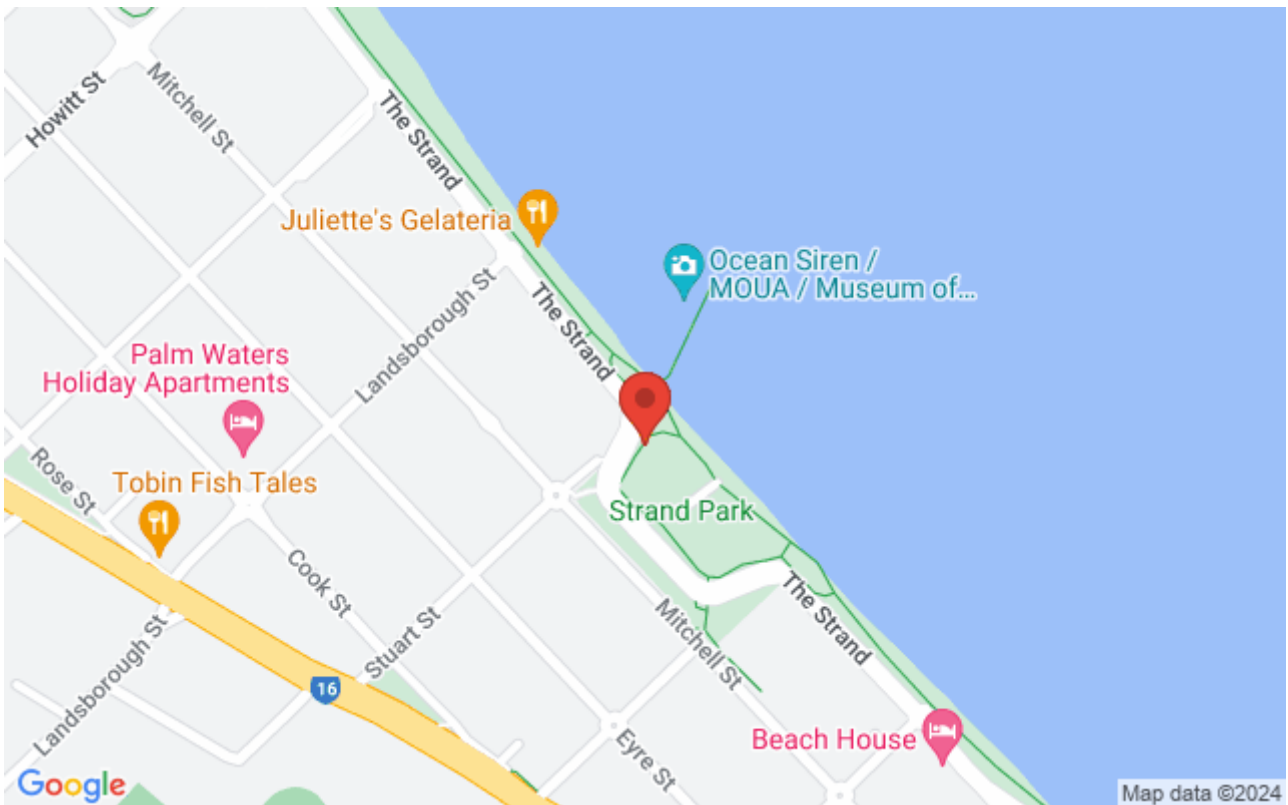 Howitt St
Mitchell St
The Strand
Juliette's Gelateria
Ocean Siren /
MOUA / Museum of...
Landsborough St
The Strand
Palm Waters
Holiday Apartments
Rose St
Tobin Fish Tales
Strand Park
Cook St
Stuart St
Mitchell St
The Strand
Landsborough St
16
Eyre St
Beach House
Google
Map data ©2024